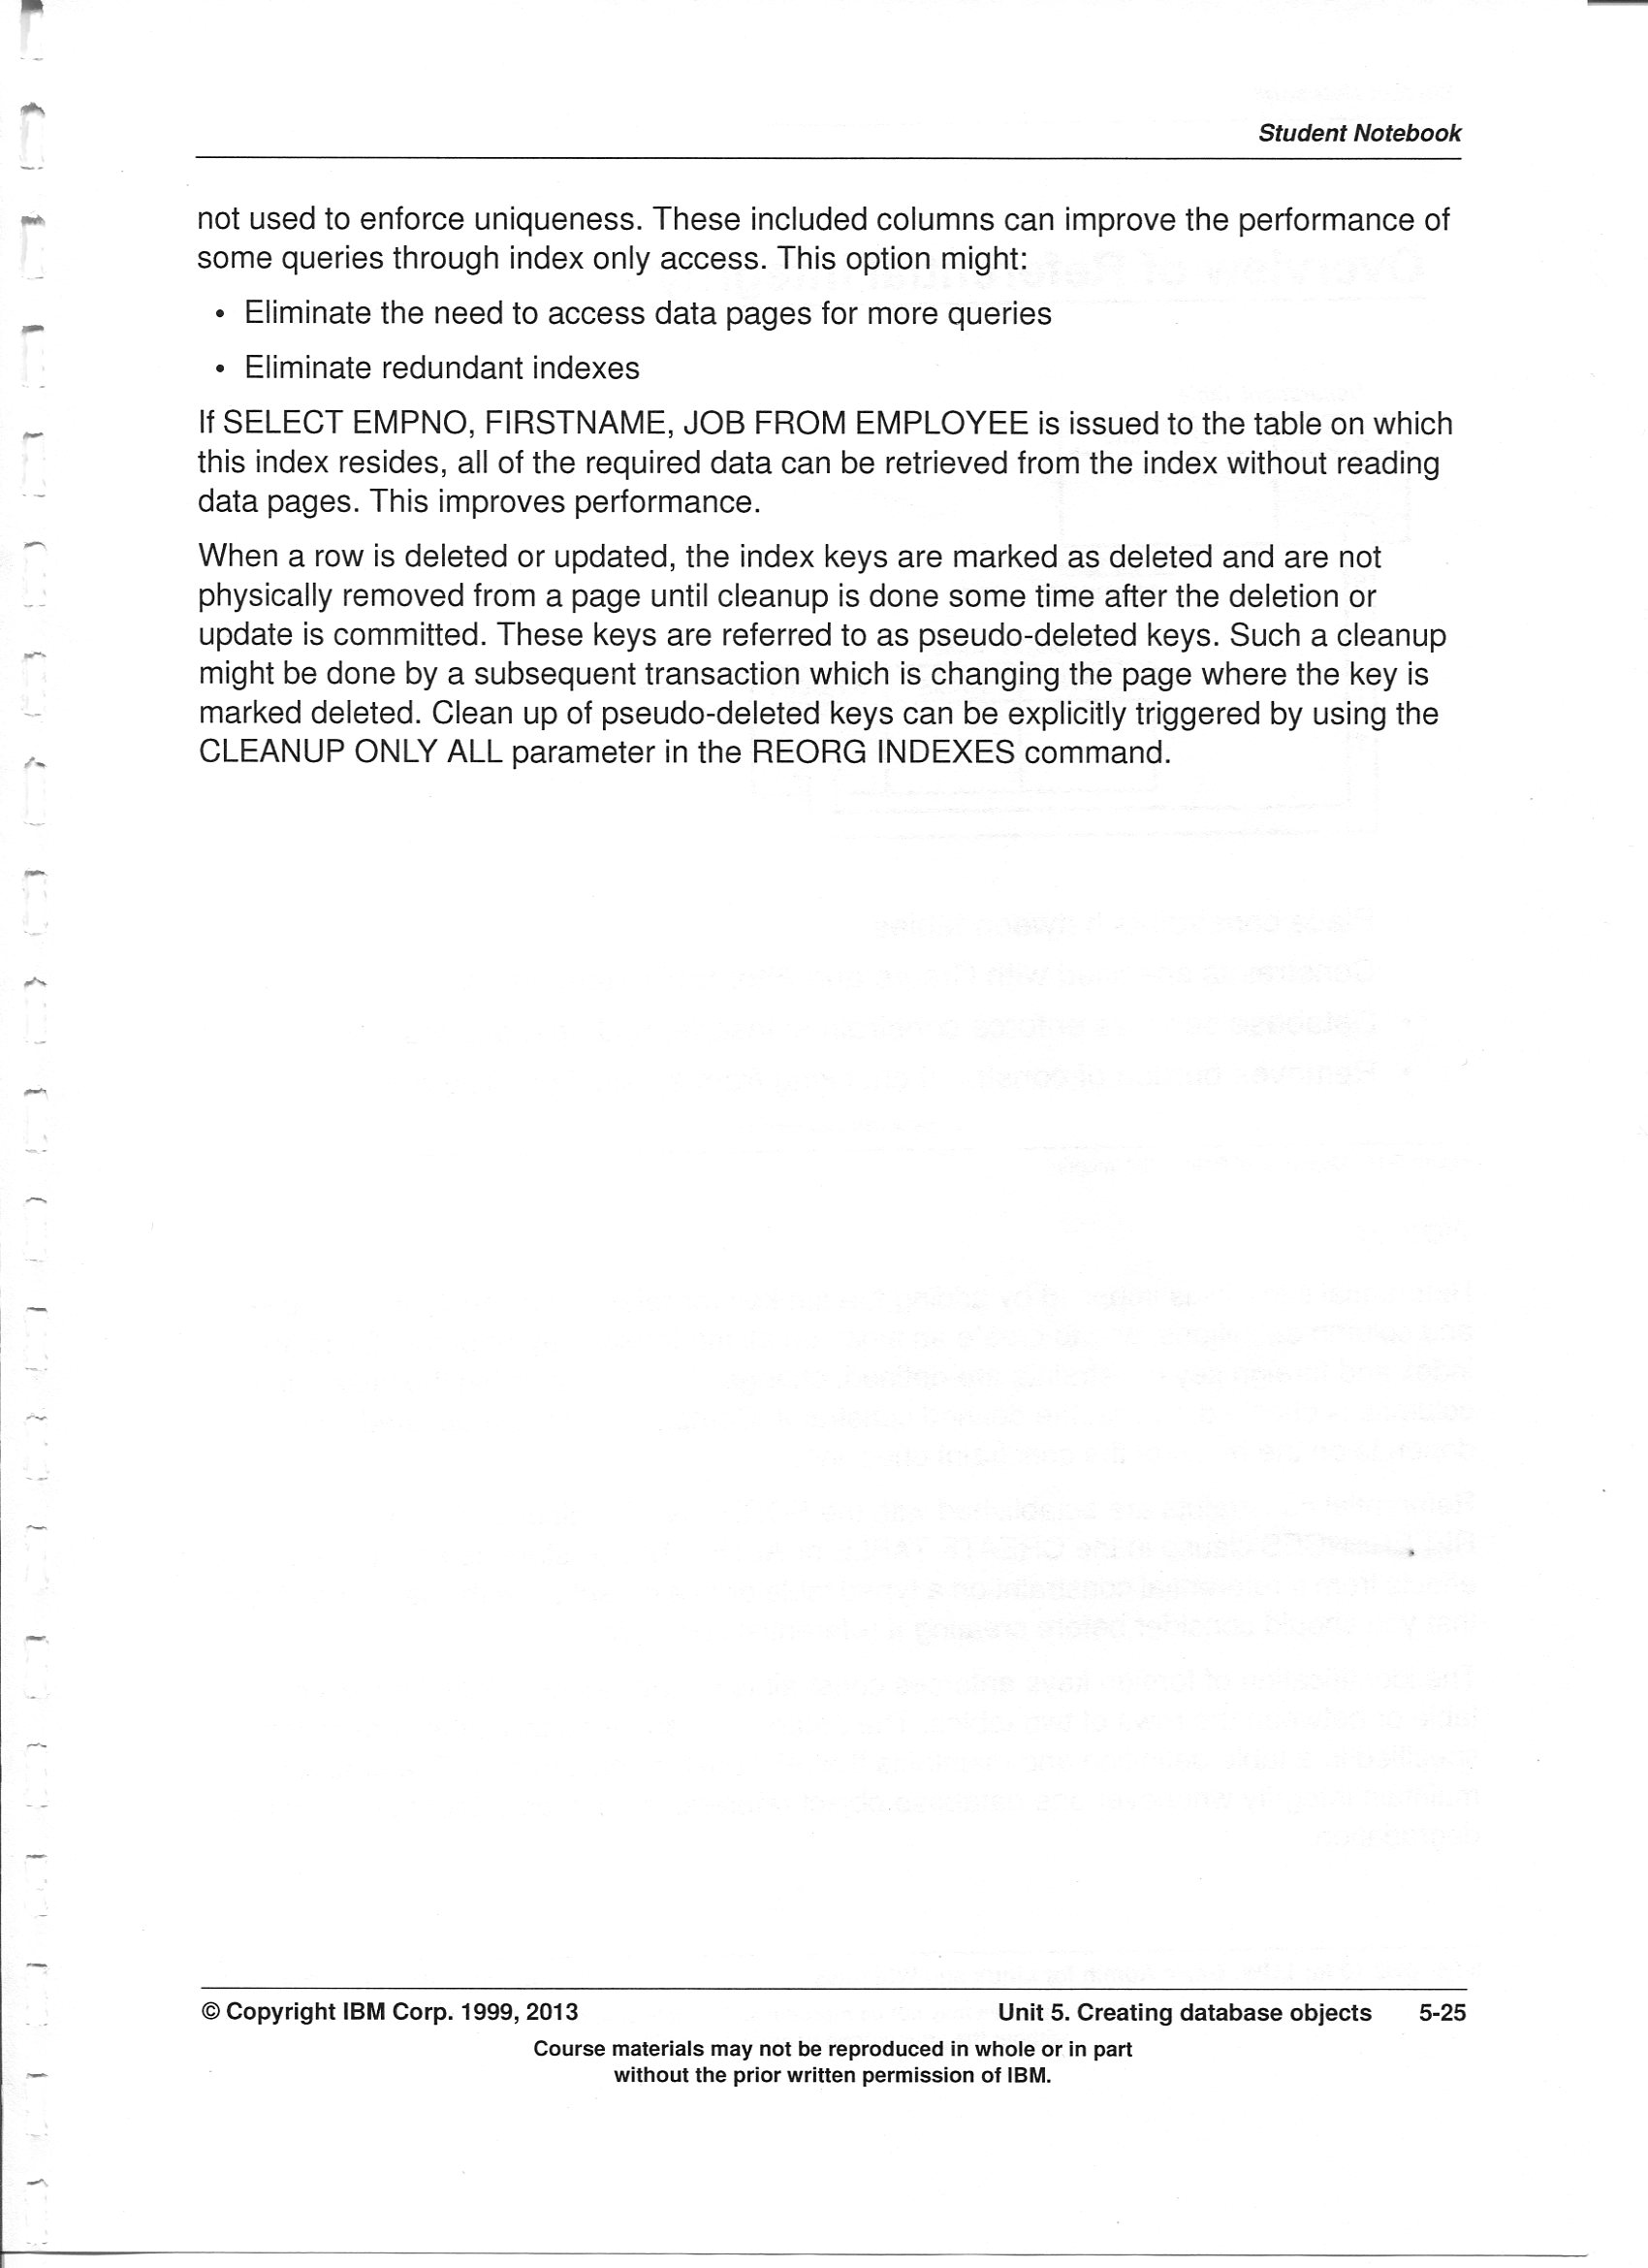 Student Notebook
not used to enforce uniqueness. These included columns can improve the performance of
some queries through index only access. This option might:
• Eliminate the need to access data pages for more queries
• Eliminate redundant indexes
If SELECT EMPNO, FIRSTNAME, JOB FROM EMPLOYEE is issued to the table on which
this index resides, all of the required data can be retrieved from the index without reading
data pages. This improves performance.
When a row is deleted or updated, the index keys are marked as deleted and are not
physically removed from a page until cleanup is done some time after the deletion or
update is committed. These keys are referred to as pseudo-deleted keys. Such a cleanup
might be done by a subsequent transaction which is changing the page where the key is
marked deleted. Clean up of pseudo-deleted keys can be explicitly triggered by using the
CLEANUP ONLY ALL parameter in the REORG INDEXES command.
© Copyright IBM Corp. 1999, 2013 Unit 5. Creating database objects 5-25
Course materials may not be reproduced in whole or in part
without the prior written permission of IBM.